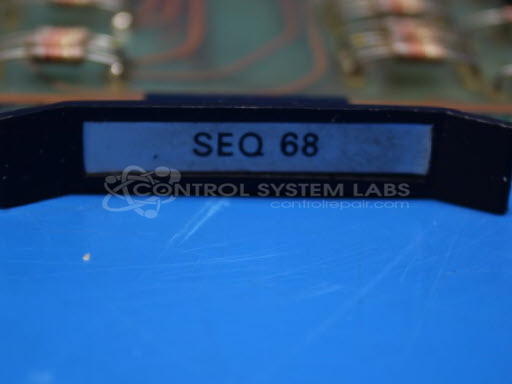 SEQ 68
CONTROL SYSTEM LABS
controlrepair.com